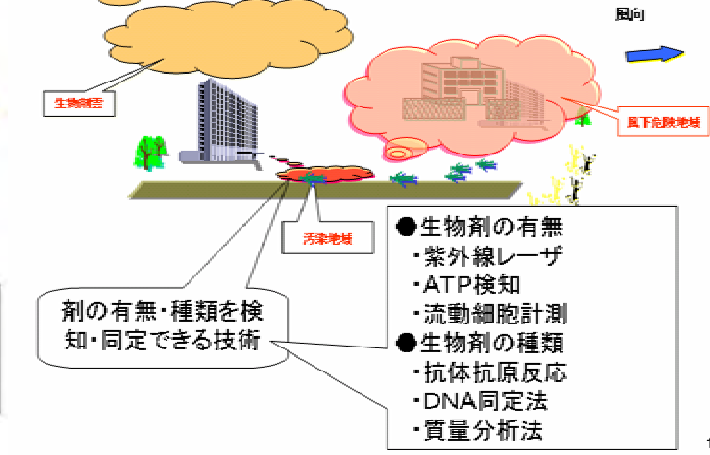 風向
生物剤雲
風下危険地域
汚染地域
剤の有無・種類を検
知・同定できる技術
●生物剤の有無
・紫外線レーザ
・ATP検知
・流動細胞計測
●生物剤の種類
・抗体抗原反応
・DNA同定法
・質量分析法